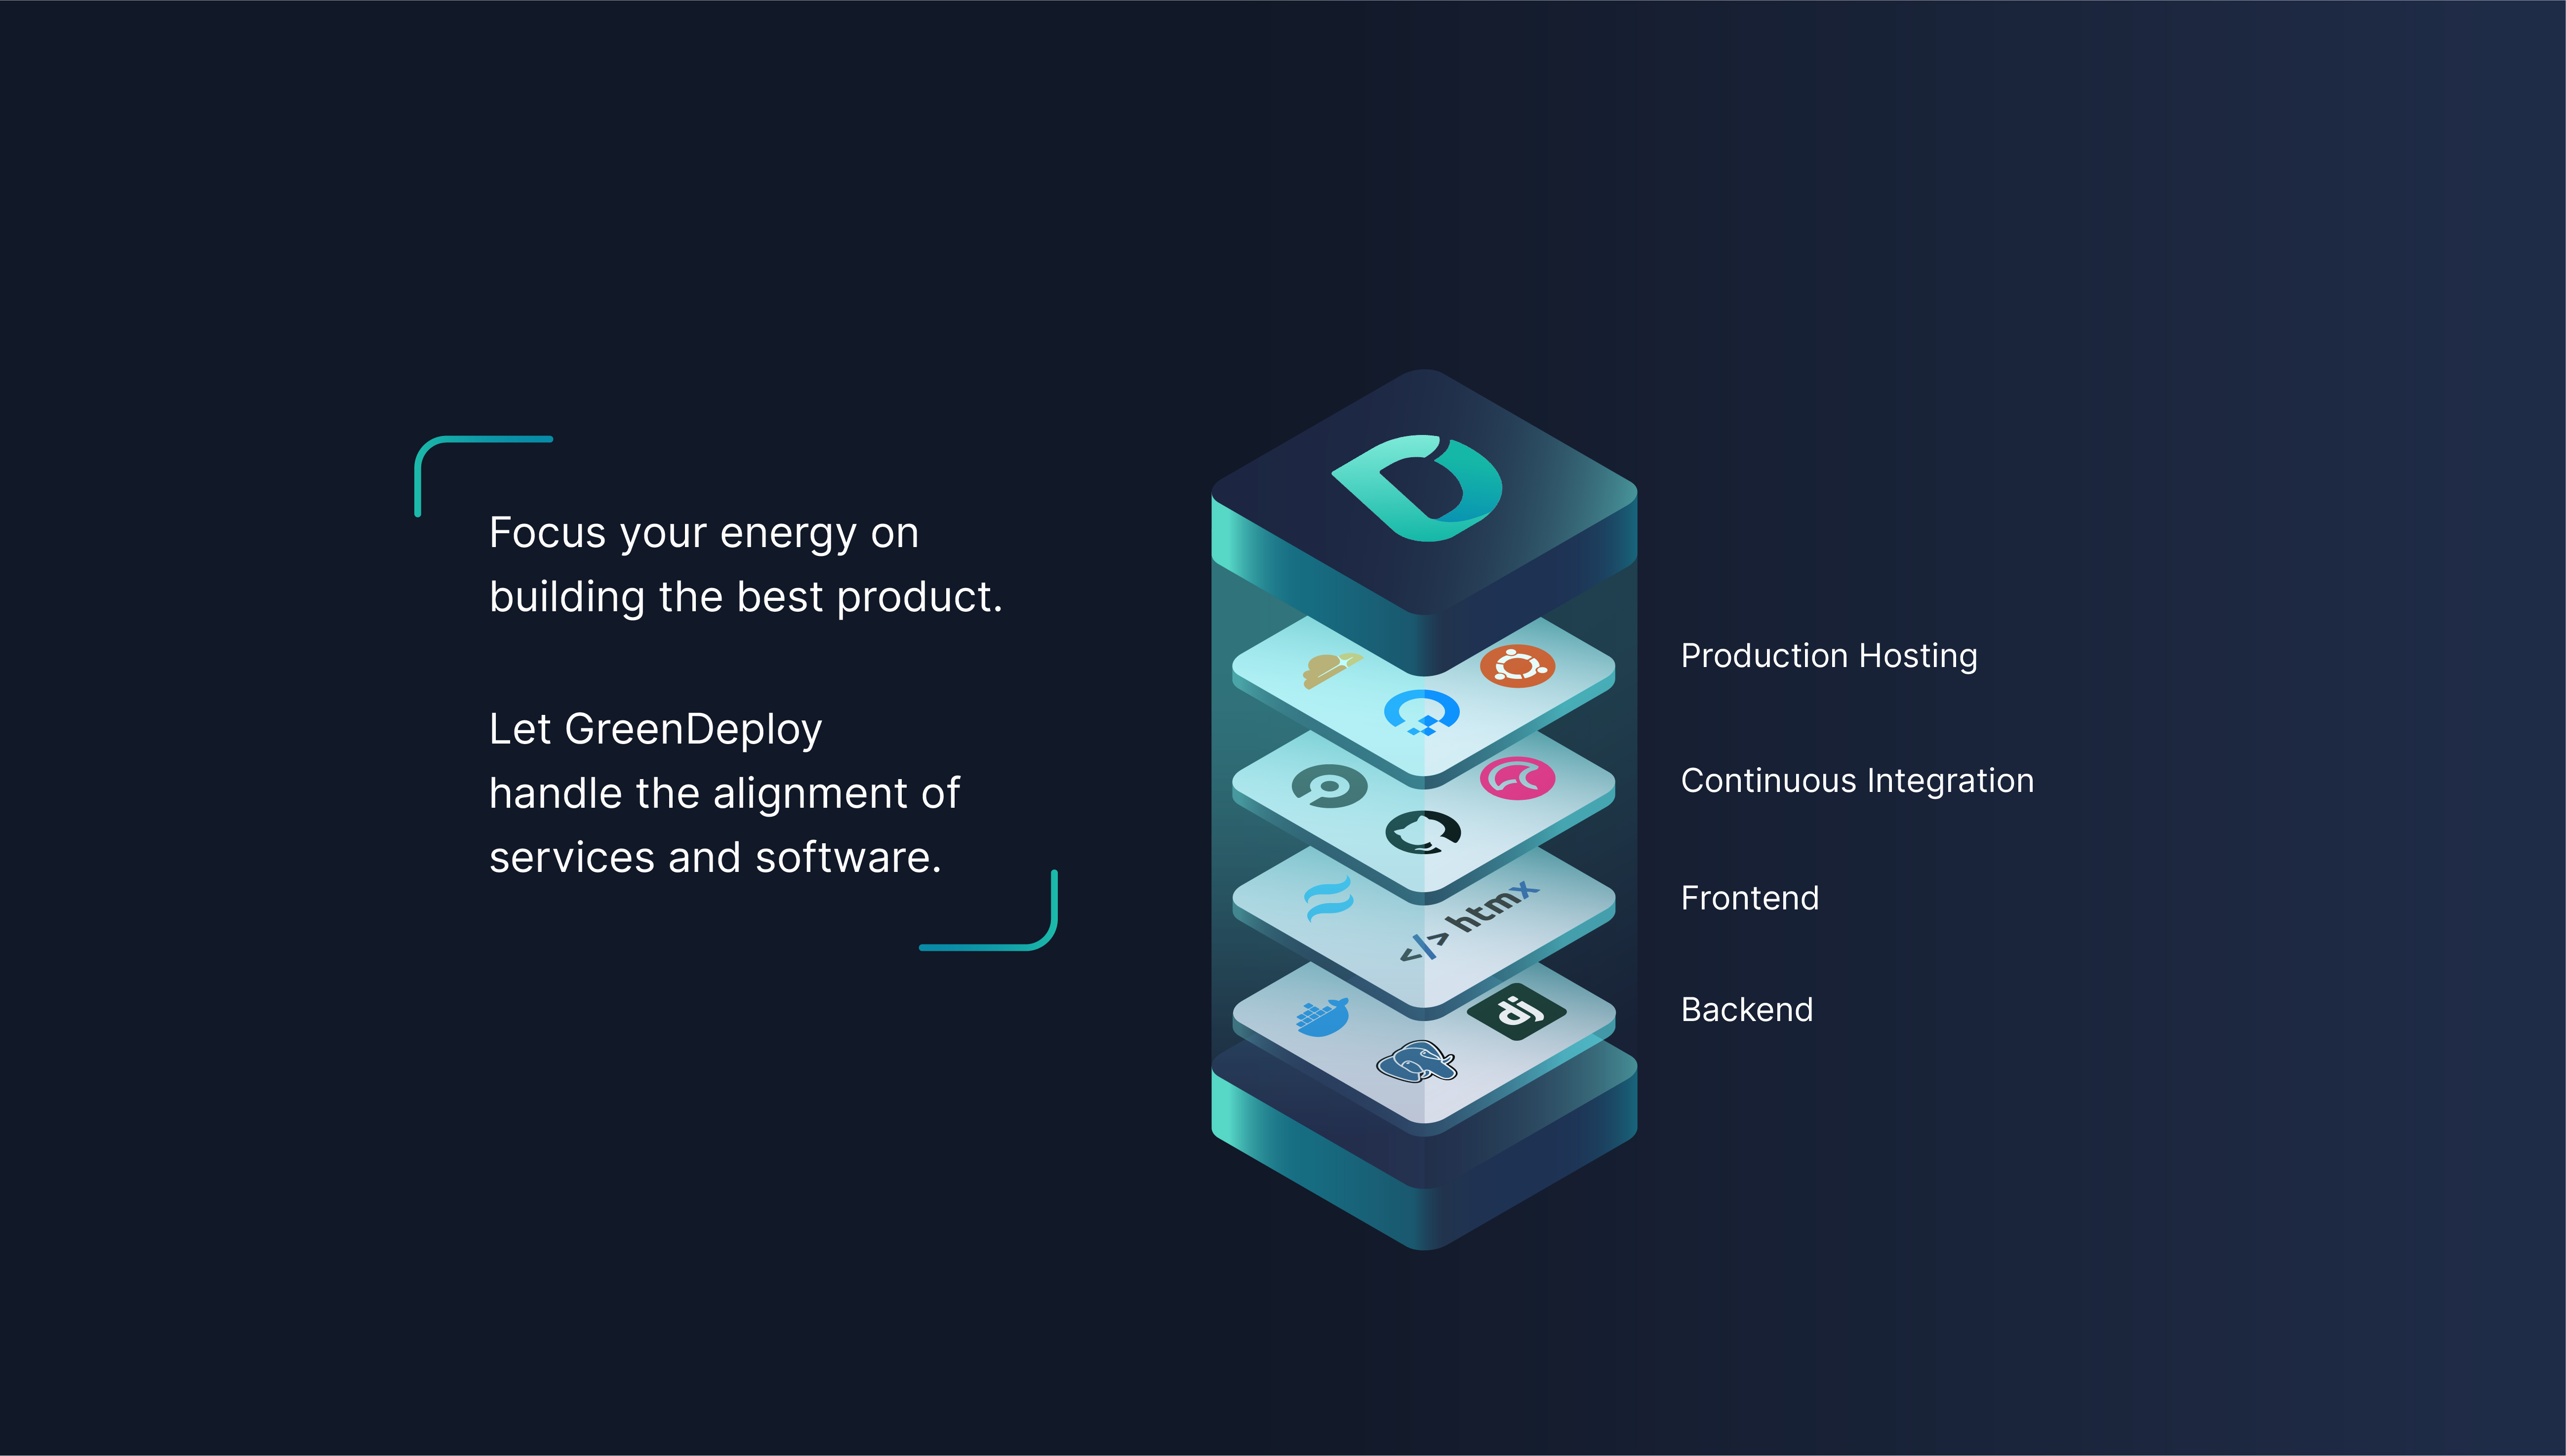 Focus your energy on
building the best product.
Let GreenDeploy
handle the alignment of
services and software.
Production Hosting
Continuous Integration
</> htmx
Frontend
dj
Backend